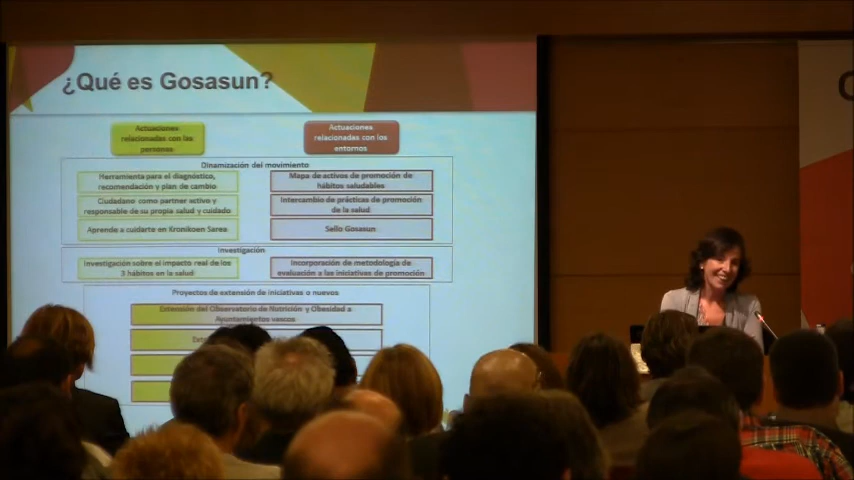 ¿Qué es Gosasun?
Actuaciones
relacionadas con las
personas
Actuaciones
relacionadas con los
entornos
Dinamización del movimiento
Herramienta para el diagnóstico,
recomendación y plan de cambio
Mapa de activos de promoción de
hábitos saludables
Ciudadano como partner activo y
responsable de su propia salud y cuidado
Intercambio de prácticas de promoción
de la salud
Aprende a cuidarte en Kronikoen Sarea
Sello Gosasun
Investigación
Investigación sobre el impacto real de los
3 hábitos en la salud
Incorporación de metodología de
evaluación a las iniciativas de promoción
Proyectos de extensión de iniciativas o nuevos
Extensión del Observatorio de Nutrición y Obesidad a
Ayuntamientos vascos